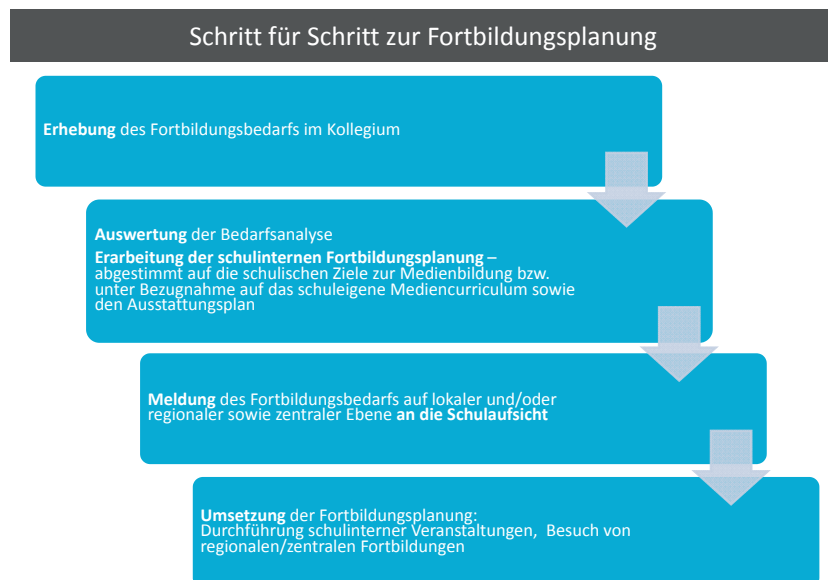 Schritt für Schritt zur Fortbildungsplanung
Erhebung des Fortbildungsbedarfs im Kollegium
Auswertung der Bedarfsanalyse
Erarbeitung der schulinternen Fortbildungsplanung –
abgestimmt auf die schulischen Ziele zur Medienbildung bzw.
unter Bezugnahme auf das schuleigene Mediencurriculum sowie
den Ausstattungsplan
Meldung des Fortbildungsbedarfs auf lokaler und/oder
regionaler sowie zentraler Ebene an die Schulaufsicht
Umsetzung der Fortbildungsplanung:
Durchführung schulinterner Veranstaltungen, Besuch von
regionalen/zentralen Fortbildungen